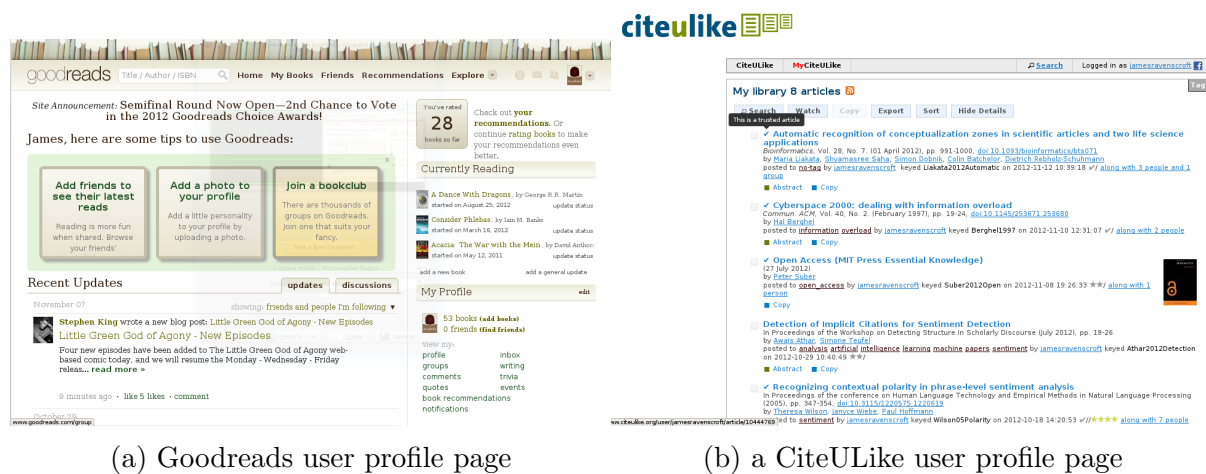 goodreads
Title / Author / ISBN
Home My Books Friends Recommendations Explore
Site Announcement: Semifinal Round Now Open—2nd Chance to Vote
in the 2012 Goodreads Choice Awards!
James, here are some tips to use Goodreads:
x
Add friends to
see their latest
reads
Reading is more fun
when shared. Browse
your friends'
Add a photo to
your profile
Add a little personality
to your profile by
uploading a photo.
Join a bookclub
There are thousands of
groups on Goodreads.
Join one that suits your
fancy.
Recent Updates
updates
discussions
November 07
showing: friends and people I'm following ▼
Stephen King wrote a new blog post: Little Green God of Agony - New Episodes
Little Green God of Agony - New Episodes
Four new episodes have been added to The Little Green God of Agony web-
based comic today, and we will resume the Monday - Wednesday - Friday
releas... read more »
9 minutes ago · like 5 likes · comment
October 29
www.goodreads.com/group
You've rated
28
books so far
Check out your
recommendations. Or
continue rating books to make
your recommendations even
better.
Currently Reading
A Dance With Dragons, by George R.R. Martin
started on August 25, 2012 update status
Consider Phlebas, by Iain M. Banks
started on March 16, 2012 update status
Acacia: The War with the Mein, by David Anthon
started on May 12, 2011 update status
add a new book add a general update
My Profile edit
53 books (add books)
0 friends (find friends)
view my:
profile inbox
groups writing
comments trivia
quotes events
book recommendations
notifications
(a) Goodreads user profile page
citeulike
CiteULike MyCiteULike Search Logged in as jamesravenscroft
Tag
My library 8 articles
Search Watch Copy Export Sort Hide Details
This is a trusted article
✔ Automatic recognition of conceptualization zones in scientific articles and two life science
applications
Bioinformatics, Vol. 28, No. 7. (01 April 2012), pp. 991-1000, doi:10.1093/bioinformatics/bts071
by Maria Liakata, Shyamasree Saha, Simon Dobnik, Colin Batchelor, Dietrich Rebholz-Schuhmann
posted to no-tag by jamesravenscroft keyed Liakata2012Automatic on 2012-11-12 10:39:18 ✔/ along with 3 people and 1
group
Abstract Copy
✔ Cyberspace 2000: dealing with information overload
Commun. ACM, Vol. 40, No. 2. (February 1997), pp. 19-24, doi:10.1145/253671.253680
by Hal Berghel
posted to information overload by jamesravenscroft keyed Berghel1997 on 2012-11-10 12:31:07 ✔/ along with 2 people
Abstract Copy
✔ Open Access (MIT Press Essential Knowledge)
(27 July 2012)
by Peter Suber
posted to open_access by jamesravenscroft keyed Suber2012Open on 2012-11-08 19:26:33 ★★/ along with 1
person
Copy
Detection of Implicit Citations for Sentiment Detection
In Proceedings of the Workshop on Detecting Structure in Scholarly Discourse (July 2012), pp. 18-26
by Awais Athar, Simone Teufel
posted to analysis artificial intelligence learning machine papers sentiment by jamesravenscroft keyed Athar2012Detection
on 2012-10-29 10:40:49 ★★/
Abstract Copy
✔ Recognizing contextual polarity in phrase-level sentiment analysis
In Proceedings of the conference on Human Language Technology and Empirical Methods in Natural Language Processing
(2005), pp. 347-354, doi:10.3115/1220575.1220619
by Theresa Wilson, Janyce Wiebe, Paul Hoffmann
posted to sentiment by jamesravenscroft keyed Wilson05Polarity on 2012-10-18 14:20:53 ✔//★★★★ along with 7 people
ww.citeulike.org/user/jamesravenscroft/article/10444769
(b) a CiteULike user profile page